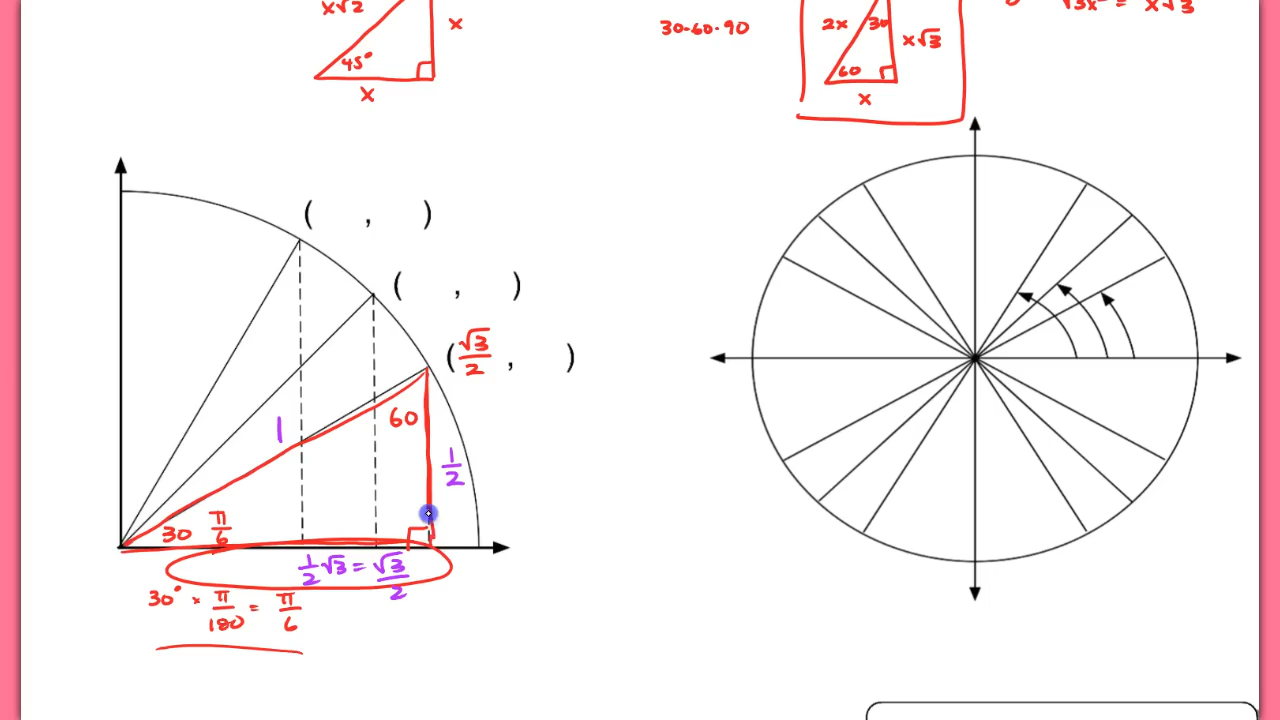 x√2
x
45°
x
30-60-90
2x
30
x√3
60
x
√3x² = x√3
( , )
( , )
(√3/2, )
1
60
1/2
30 π/6
1/2 √3 = √3/2
30° × π/180 = π/6